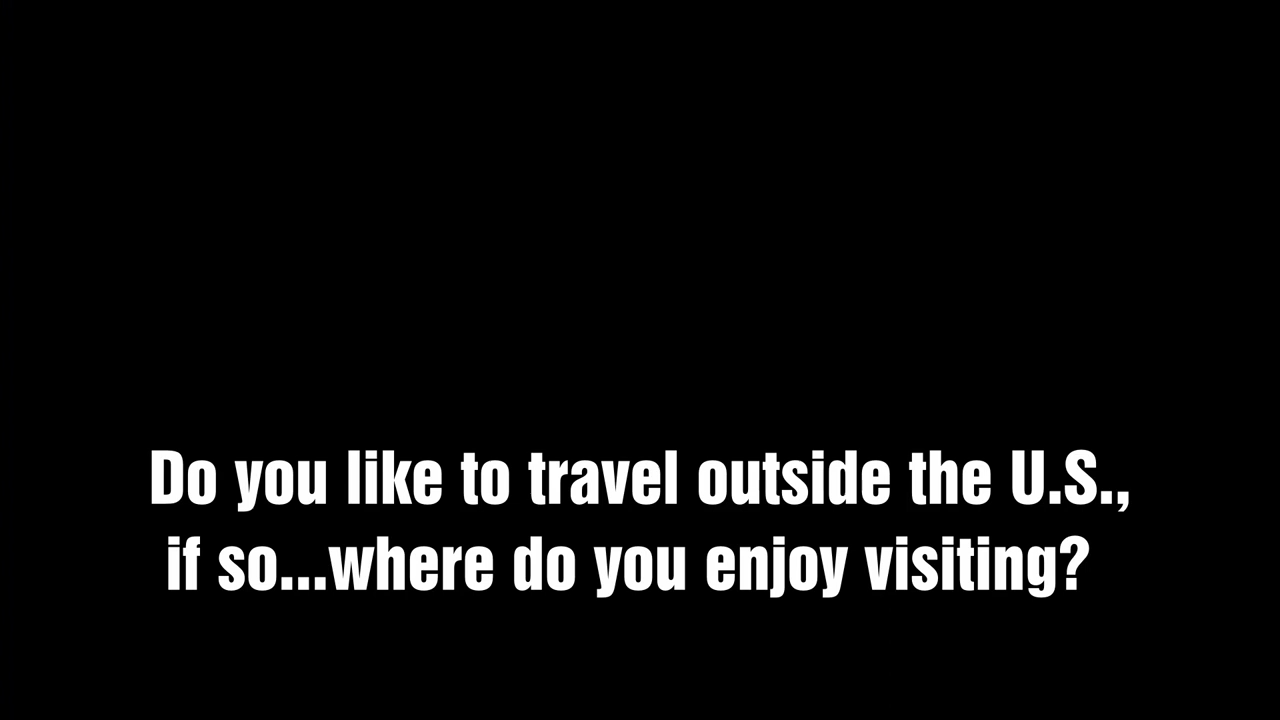 Do you like to travel outside the U.S.,
if so...where do you enjoy visiting?